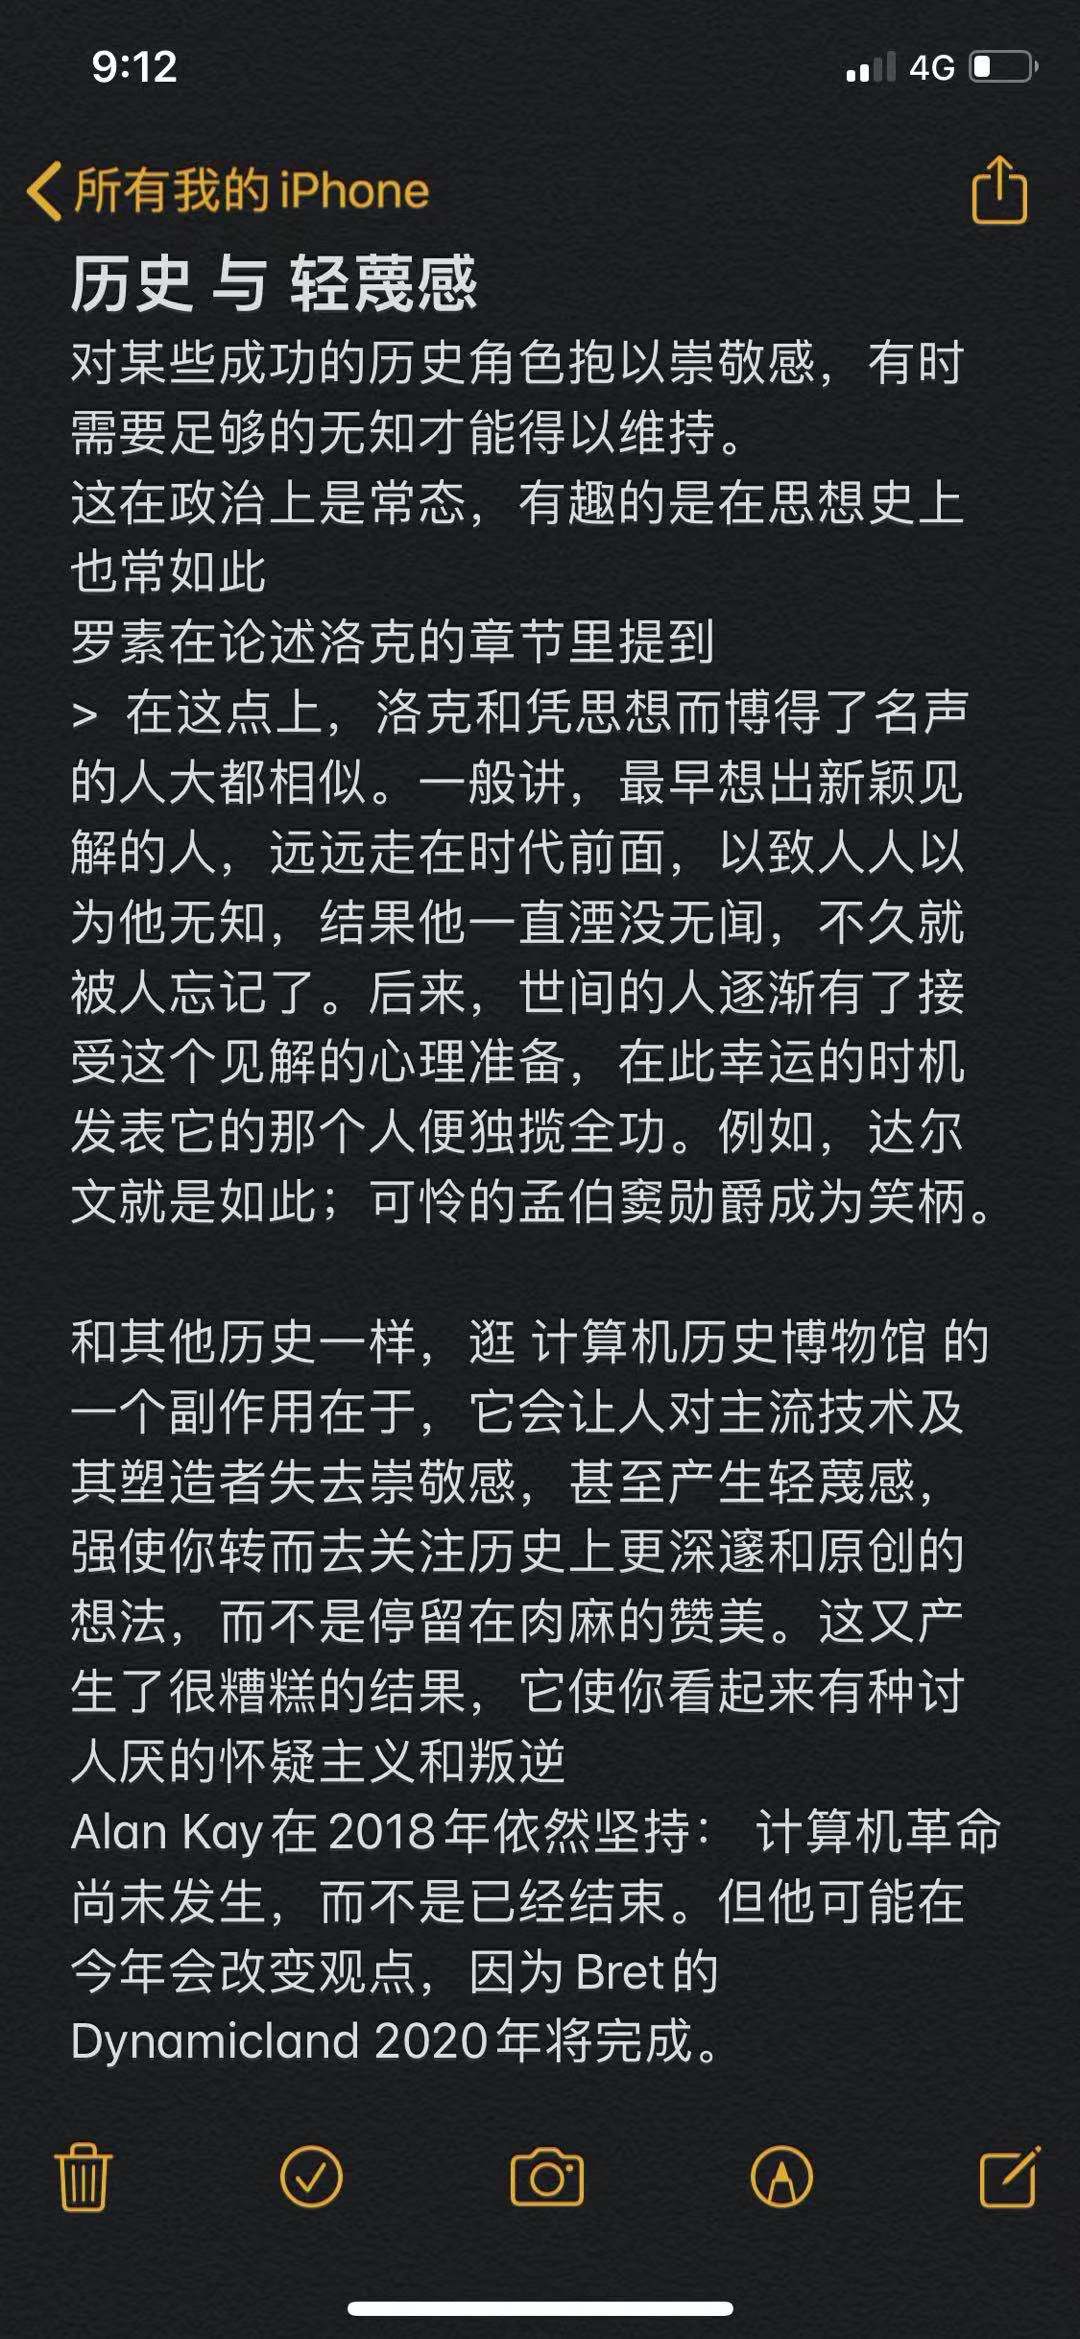 9:12
4G
所有我的 iPhone
历史 与 轻蔑感
对某些成功的历史角色抱以崇敬感，有时
需要足够的无知才能得以维持。
这在政治上是常态，有趣的是在思想史上
也常如此
罗素在论述洛克的章节里提到
> 在这点上，洛克和凭思想而博得了名声
的人大都相似。一般讲，最早想出新颖见
解的人，远远走在时代前面，以致人人以
为他无知，结果他一直湮没无闻，不久就
被人忘记了。后来，世间的人逐渐有了接
受这个见解的心理准备，在此幸运的时机
发表它的那个人便独揽全功。例如，达尔
文就是如此；可怜的孟伯窦勋爵成为笑柄。
和其他历史一样，逛 计算机历史博物馆 的
一个副作用在于，它会让人对主流技术及
其塑造者失去崇敬感，甚至产生轻蔑感，
强使你转而去关注历史上更深邃和原创的
想法，而不是停留在肉麻的赞美。这又产
生了很糟糕的结果，它使你看起来有种讨
人厌的怀疑主义和叛逆
Alan Kay在2018年依然坚持： 计算机革命
尚未发生，而不是已经结束。但他可能在
今年会改变观点，因为Bret的
Dynamicland 2020年将完成。